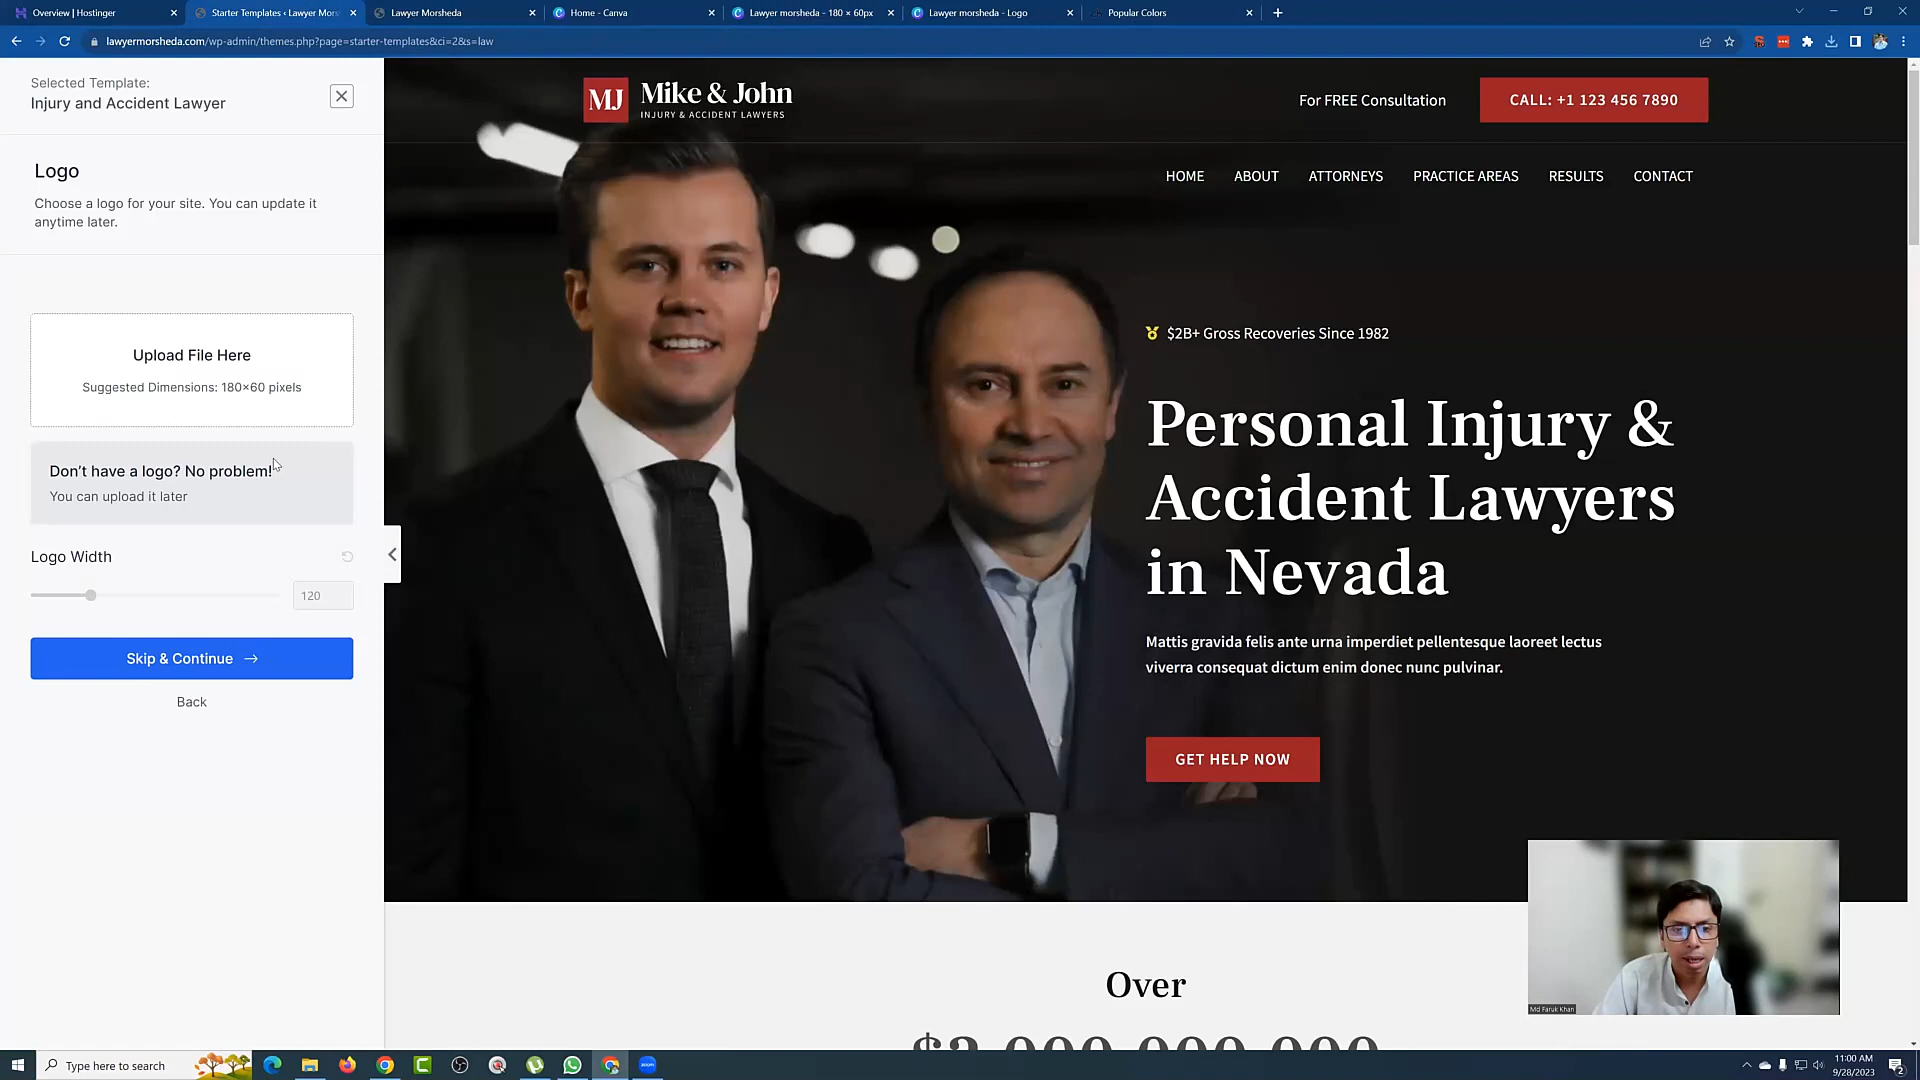 Overview | Hostinger
Starter Templates ‹ Lawyer Mors
Lawyer Morsheda
Home - Canva
Lawyer morsheda - 180 × 60px
Lawyer morsheda - Logo
Popular Colors
lawyermorsheda.com/wp-admin/themes.php?page=starter-templates&ci=2&s=law
Selected Template:
Injury and Accident Lawyer
Logo
Choose a logo for your site. You can update it
anytime later.
Upload File Here
Suggested Dimensions: 180×60 pixels
Don't have a logo? No problem!
You can upload it later
Logo Width
120
Skip & Continue →
Back
MJ
Mike & John
INJURY & ACCIDENT LAWYERS
For FREE Consultation
CALL: +1 123 456 7890
HOME ABOUT ATTORNEYS PRACTICE AREAS RESULTS CONTACT
$2B+ Gross Recoveries Since 1982
Personal Injury &
Accident Lawyers
in Nevada
Mattis gravida felis ante urna imperdiet pellentesque laoreet lectus
viverra consequat dictum enim donec nunc pulvinar.
GET HELP NOW
Over
Md Faruk Khan
Type here to search
zoom
11:00 AM
9/28/2023
2